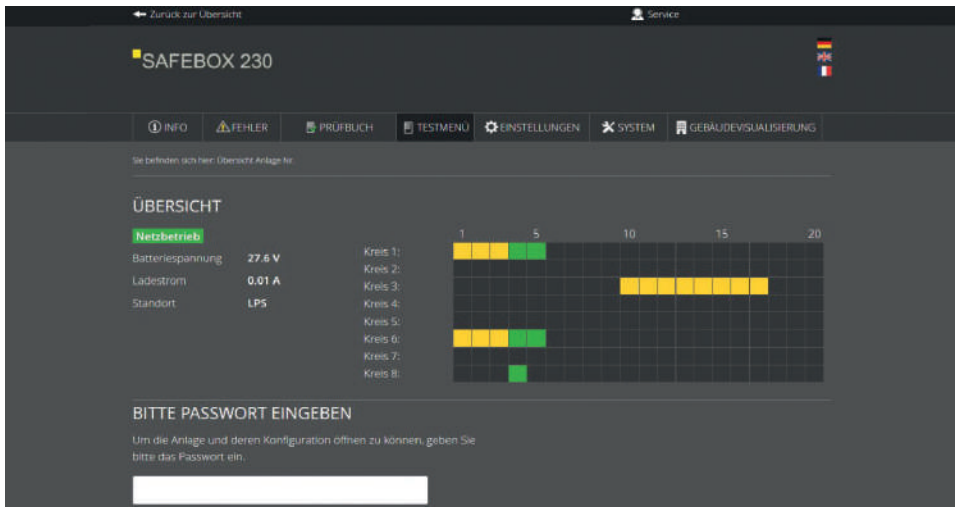 Zurück zur Übersicht
Service
SAFEBOX 230
INFO
FEHLER
PRÜFBUCH
TESTMENÜ
EINSTELLUNGEN
SYSTEM
GEBÄUDEVISUALISIERUNG
Sie befinden sich hier: Übersicht Anlage Nr.
ÜBERSICHT
Netzbetrieb
Batteriespannung 27.6 V
Ladestrom 0.01 A
Standort LPS
1 5 10 15 20
Kreis 1:
Kreis 2:
Kreis 3:
Kreis 4:
Kreis 5:
Kreis 6:
Kreis 7:
Kreis 8:
BITTE PASSWORT EINGEBEN
Um die Anlage und deren Konfiguration öffnen zu können, geben Sie
bitte das Passwort ein.